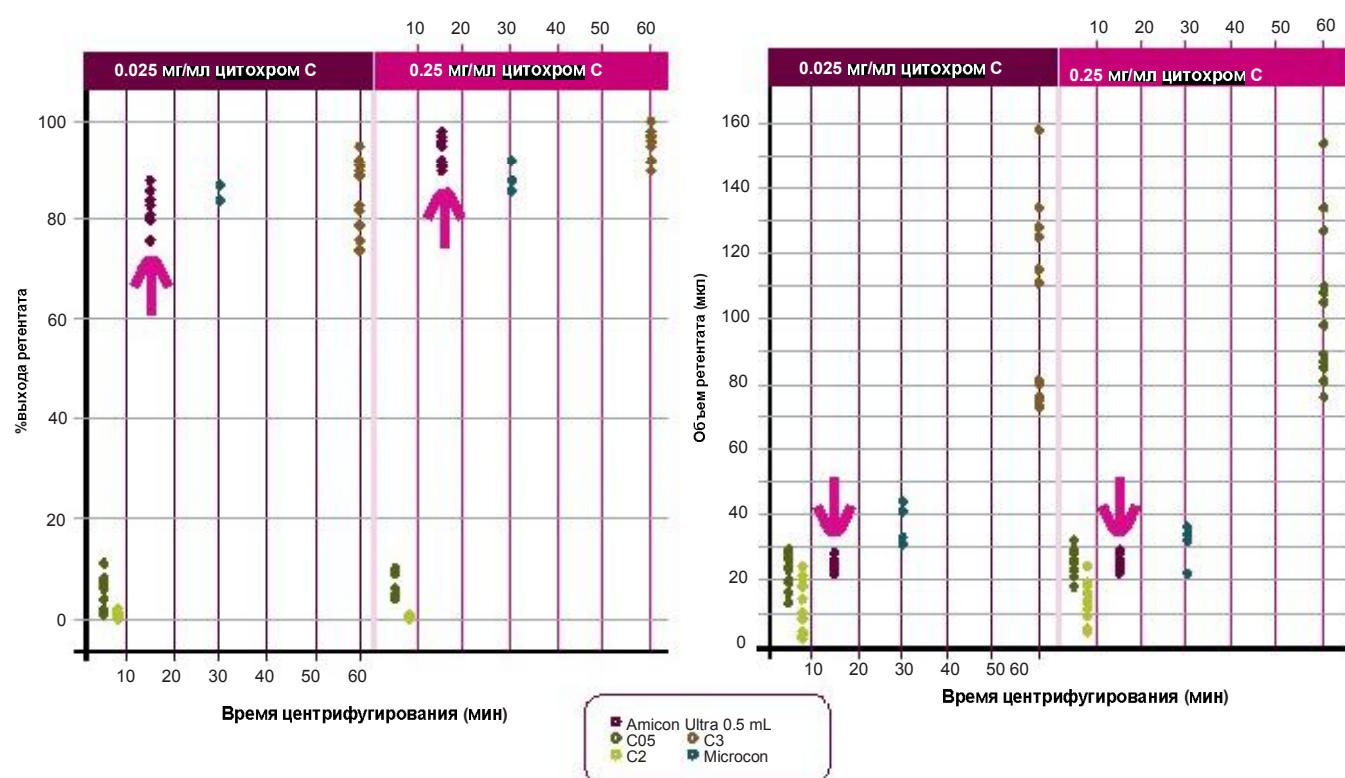 10 20 30 40 50 60
10 20 30 40 50 60
0.025 мг/мл цитохром C
0.25 мг/мл цитохром C
0.025 мг/мл цитохром C
0.25 мг/мл цитохром C
100
80
60
40
20
0
%выхода ретентата
10 20 30 40 50 60
Время центрифугирования (мин)
160
140
120
100
80
60
40
20
0
Объем ретентата (мкп)
10 20 30 40 50 60
Время центрифугирования (мин)
Amicon Ultra 0.5 mL
C05 C3
C2 Microcon